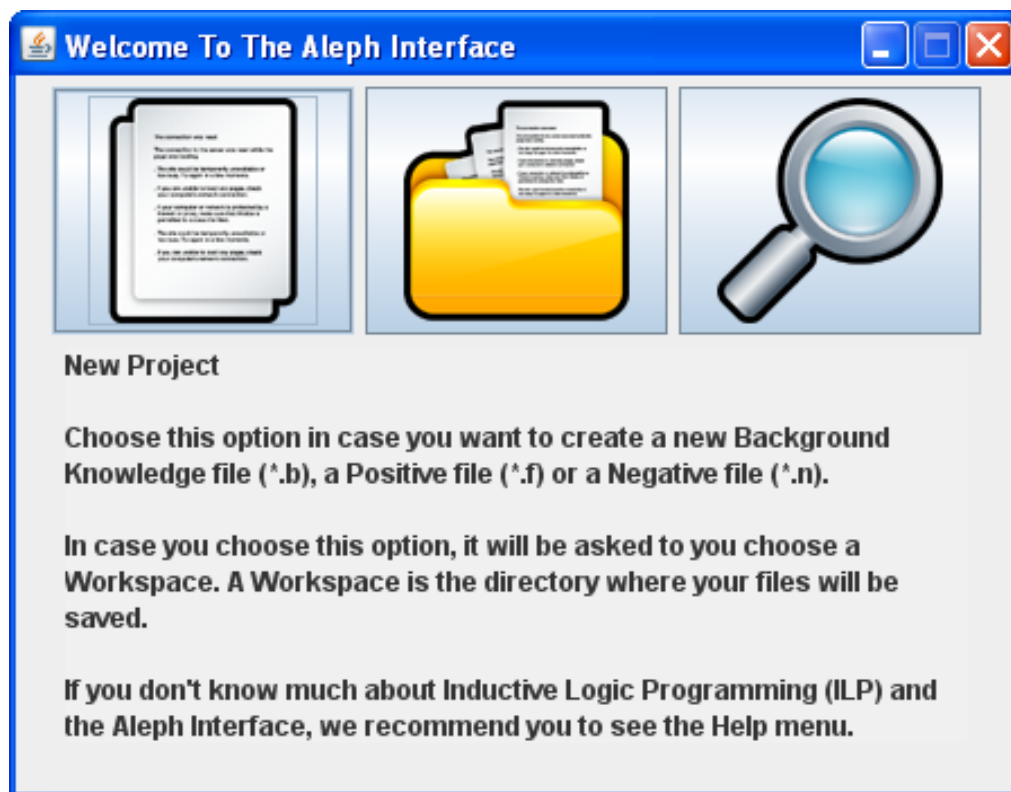 Welcome To The Aleph Interface
New Project
Choose this option in case you want to create a new Background
Knowledge file (*.b), a Positive file (*.f) or a Negative file (*.n).
In case you choose this option, it will be asked to you choose a
Workspace. A Workspace is the directory where your files will be
saved.
If you don't know much about Inductive Logic Programming (ILP) and
the Aleph Interface, we recommend you to see the Help menu.